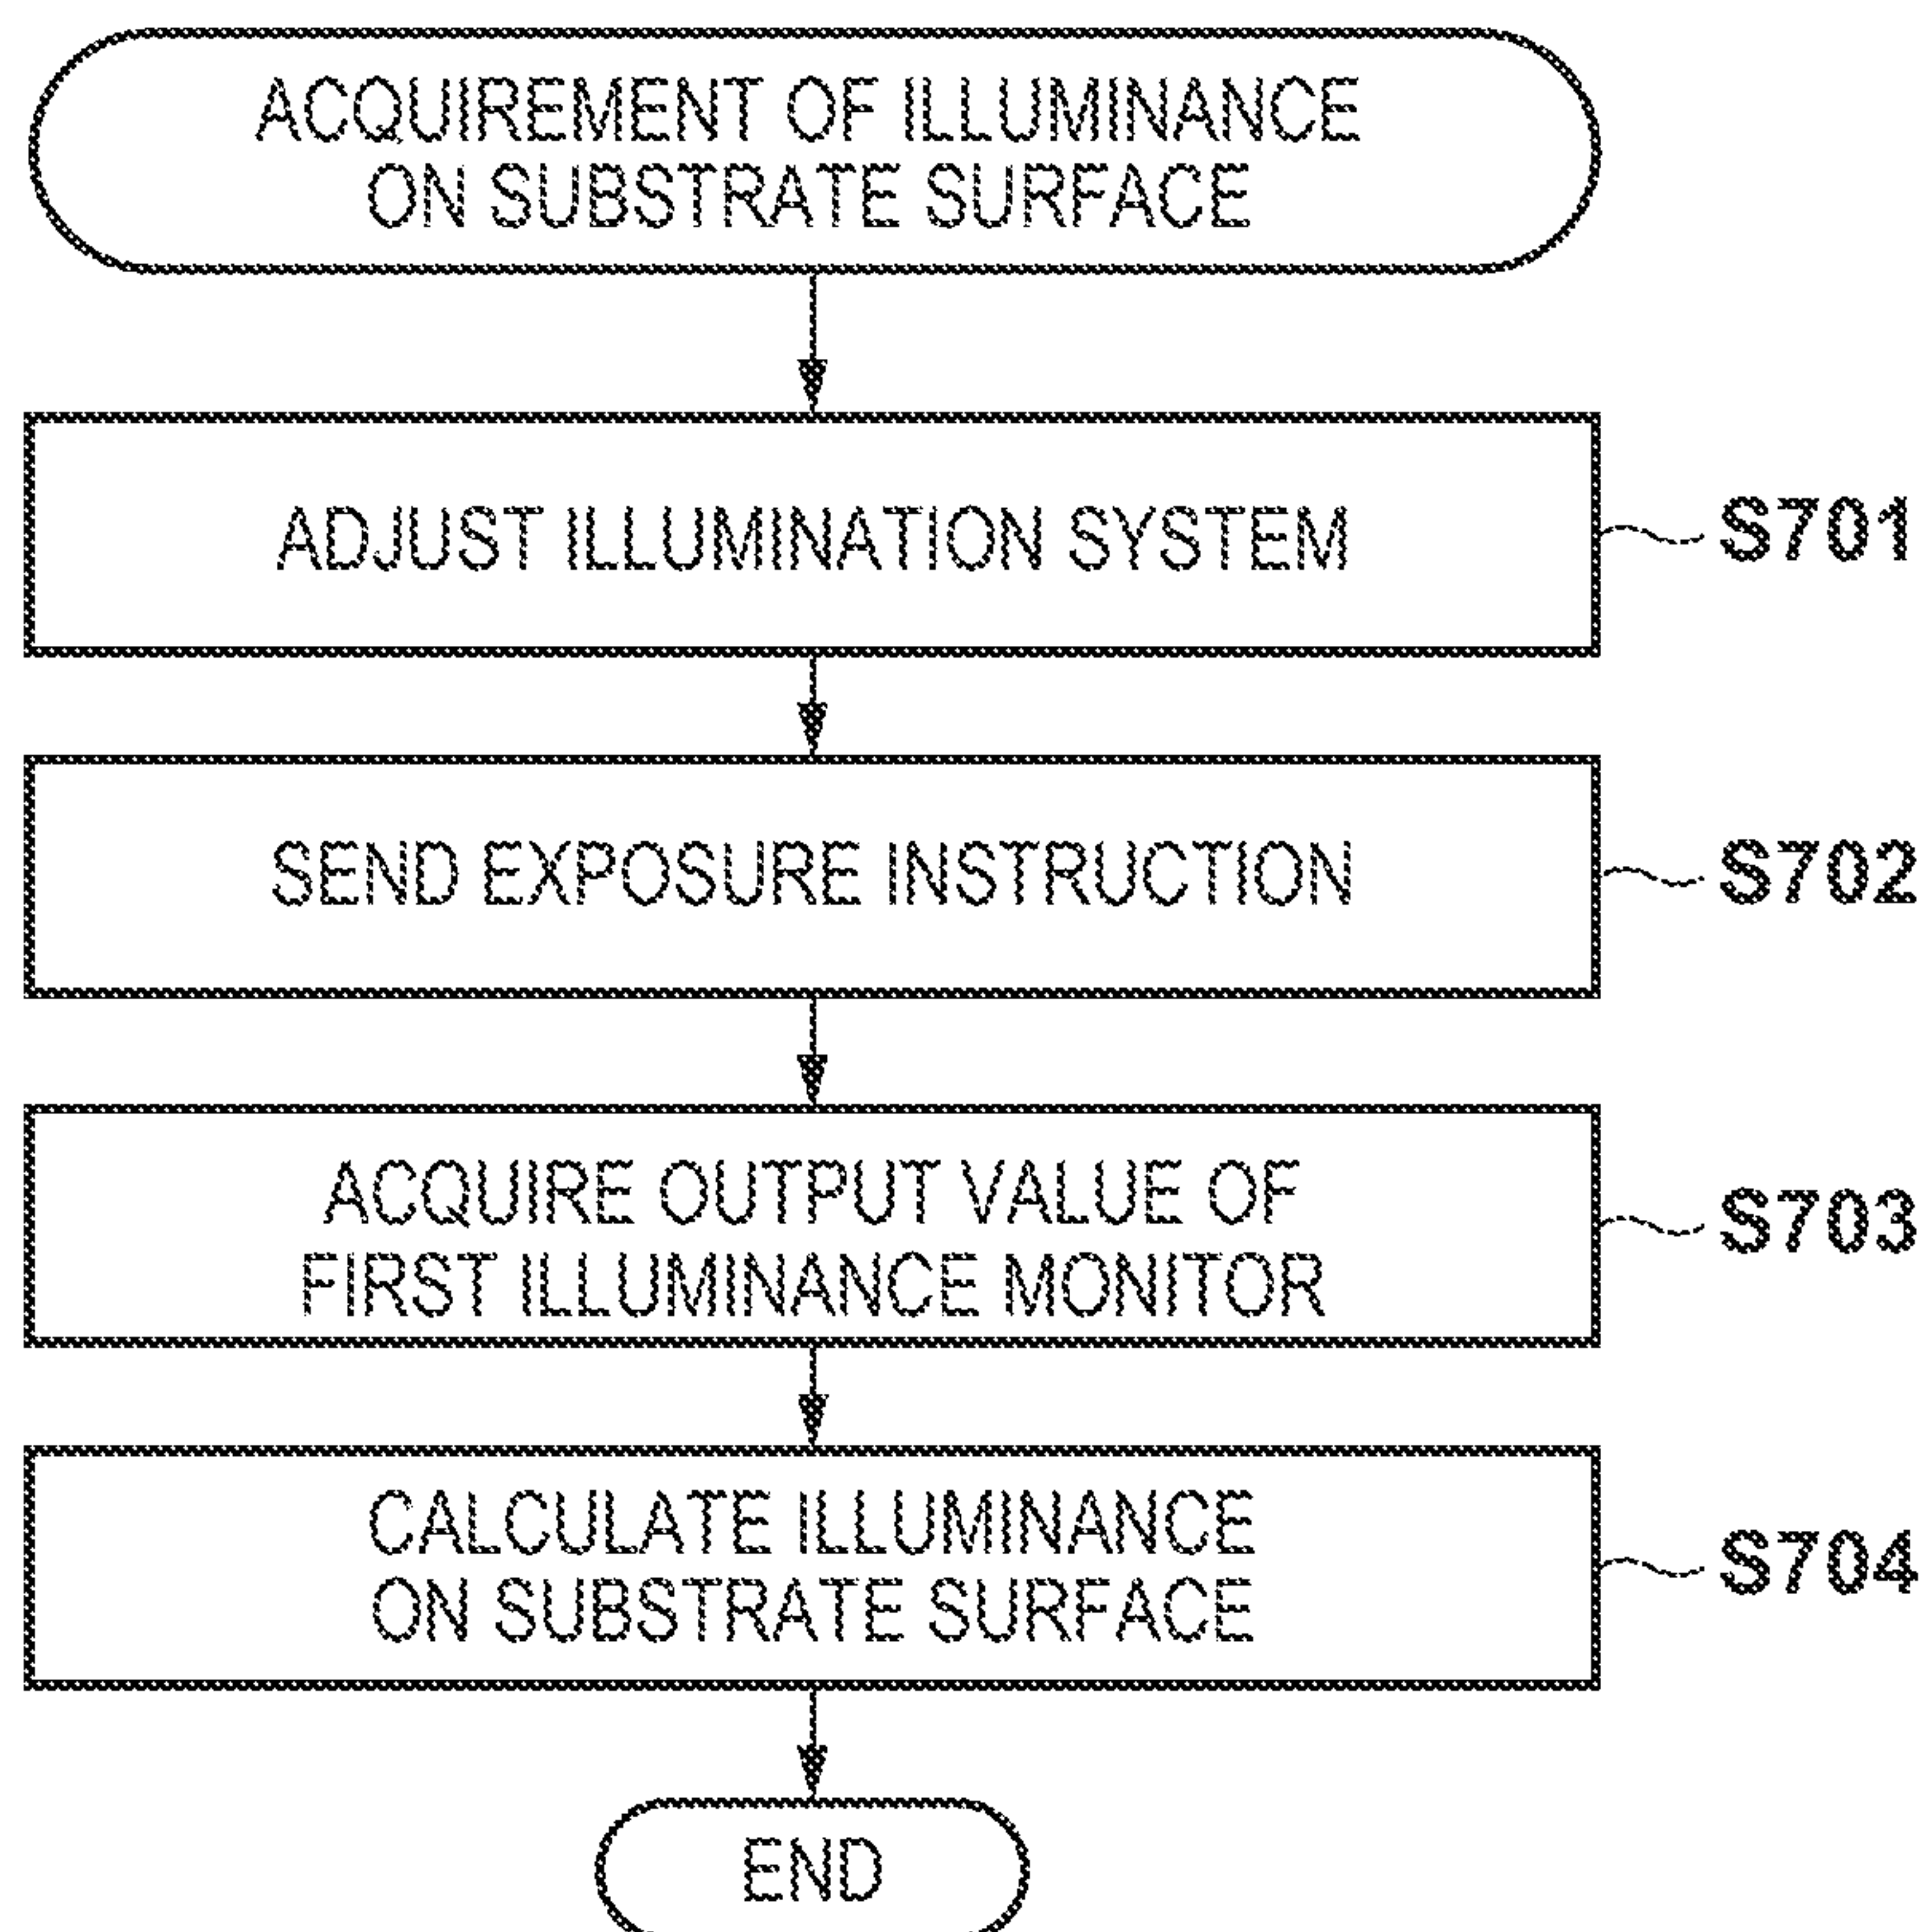 ACQUIREMENT OF ILLUMINANCE
ON SUBSTRATE SURFACE
ADJUST ILLUMINATION SYSTEM
S701
SEND EXPOSURE INSTRUCTION
S702
ACQUIRE OUTPUT VALUE OF
FIRST ILLUMINANCE MONITOR
S703
CALCULATE ILLUMINANCE
ON SUBSTRATE SURFACE
S704
END